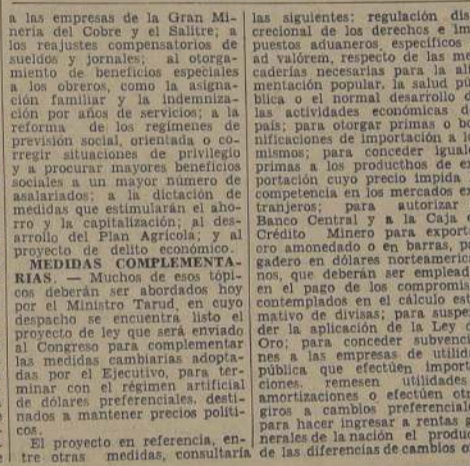 a las empresas de la Gran Mi-
nería del Cobre y el Salitre; a
los reajustes compensatorios de
sueldos y jornales; al otorga-
miento de beneficios especiales
a los obreros, como la asigna-
ción familiar y la indemniza-
ción por años de servicios; a la
reforma de los regímenes de
previsión social, orientada o co-
rregir situaciones de privilegio
y a procurar mayores beneficios
sociales a un mayor número de
asalariados; a la dictación de
medidas que estimularán el aho-
rro y la capitalización; al des-
arrollo del Plan Agrícola; y al
proyecto de delito económico.
MEDIDAS COMPLEMENTA-
RIAS. — Muchos de esos tópi-
cos deberán ser abordados hoy
por el Ministro Tarud, en cuyo
despacho se encuentra listo el
proyecto de ley que será enviado
al Congreso para complementar
las medidas cambiarias adopta-
das por el Ejecutivo, para ter-
minar con el régimen artificial
de dólares preferenciales, desti-
nados a mantener precios políti-
cos.
El proyecto en referencia, en-
tre otras medidas, consultaría
las siguientes: regulación dis
crecional de los derechos e im
puestos aduaneros específicos
ad valórem, respecto de las me
caderías necesarias para la ali
mentación popular, la salud pú
blica o el normal desarrollo d
las actividades económicas d
país; para otorgar primas o bo
nificaciones de importación a l
mismos; para conceder iguale
primas a los producthos de ex
portación cuyo precio impida
competencia en los mercados ex
tranjeros; para autorizar
Banco Central y a la Caja
Crédito Minero para exporta
oro amonedado o en barras, p
gadero en dólares norteameric
nos, que deberán ser emplead
en el pago de los compromis
contemplados en el cálculo est
mativo de divisas; para suspe
der la aplicación de la Ley
Oro; para conceder subvenci
nes a las empresas de utilid
pública que efectúen import
ciones, remesen utilidades
amortizaciones o efectúen otr
giros a cambios preferencial
para hacer ingresar a rentas g
nerales de la nación el produc
de las diferencias de cambios o